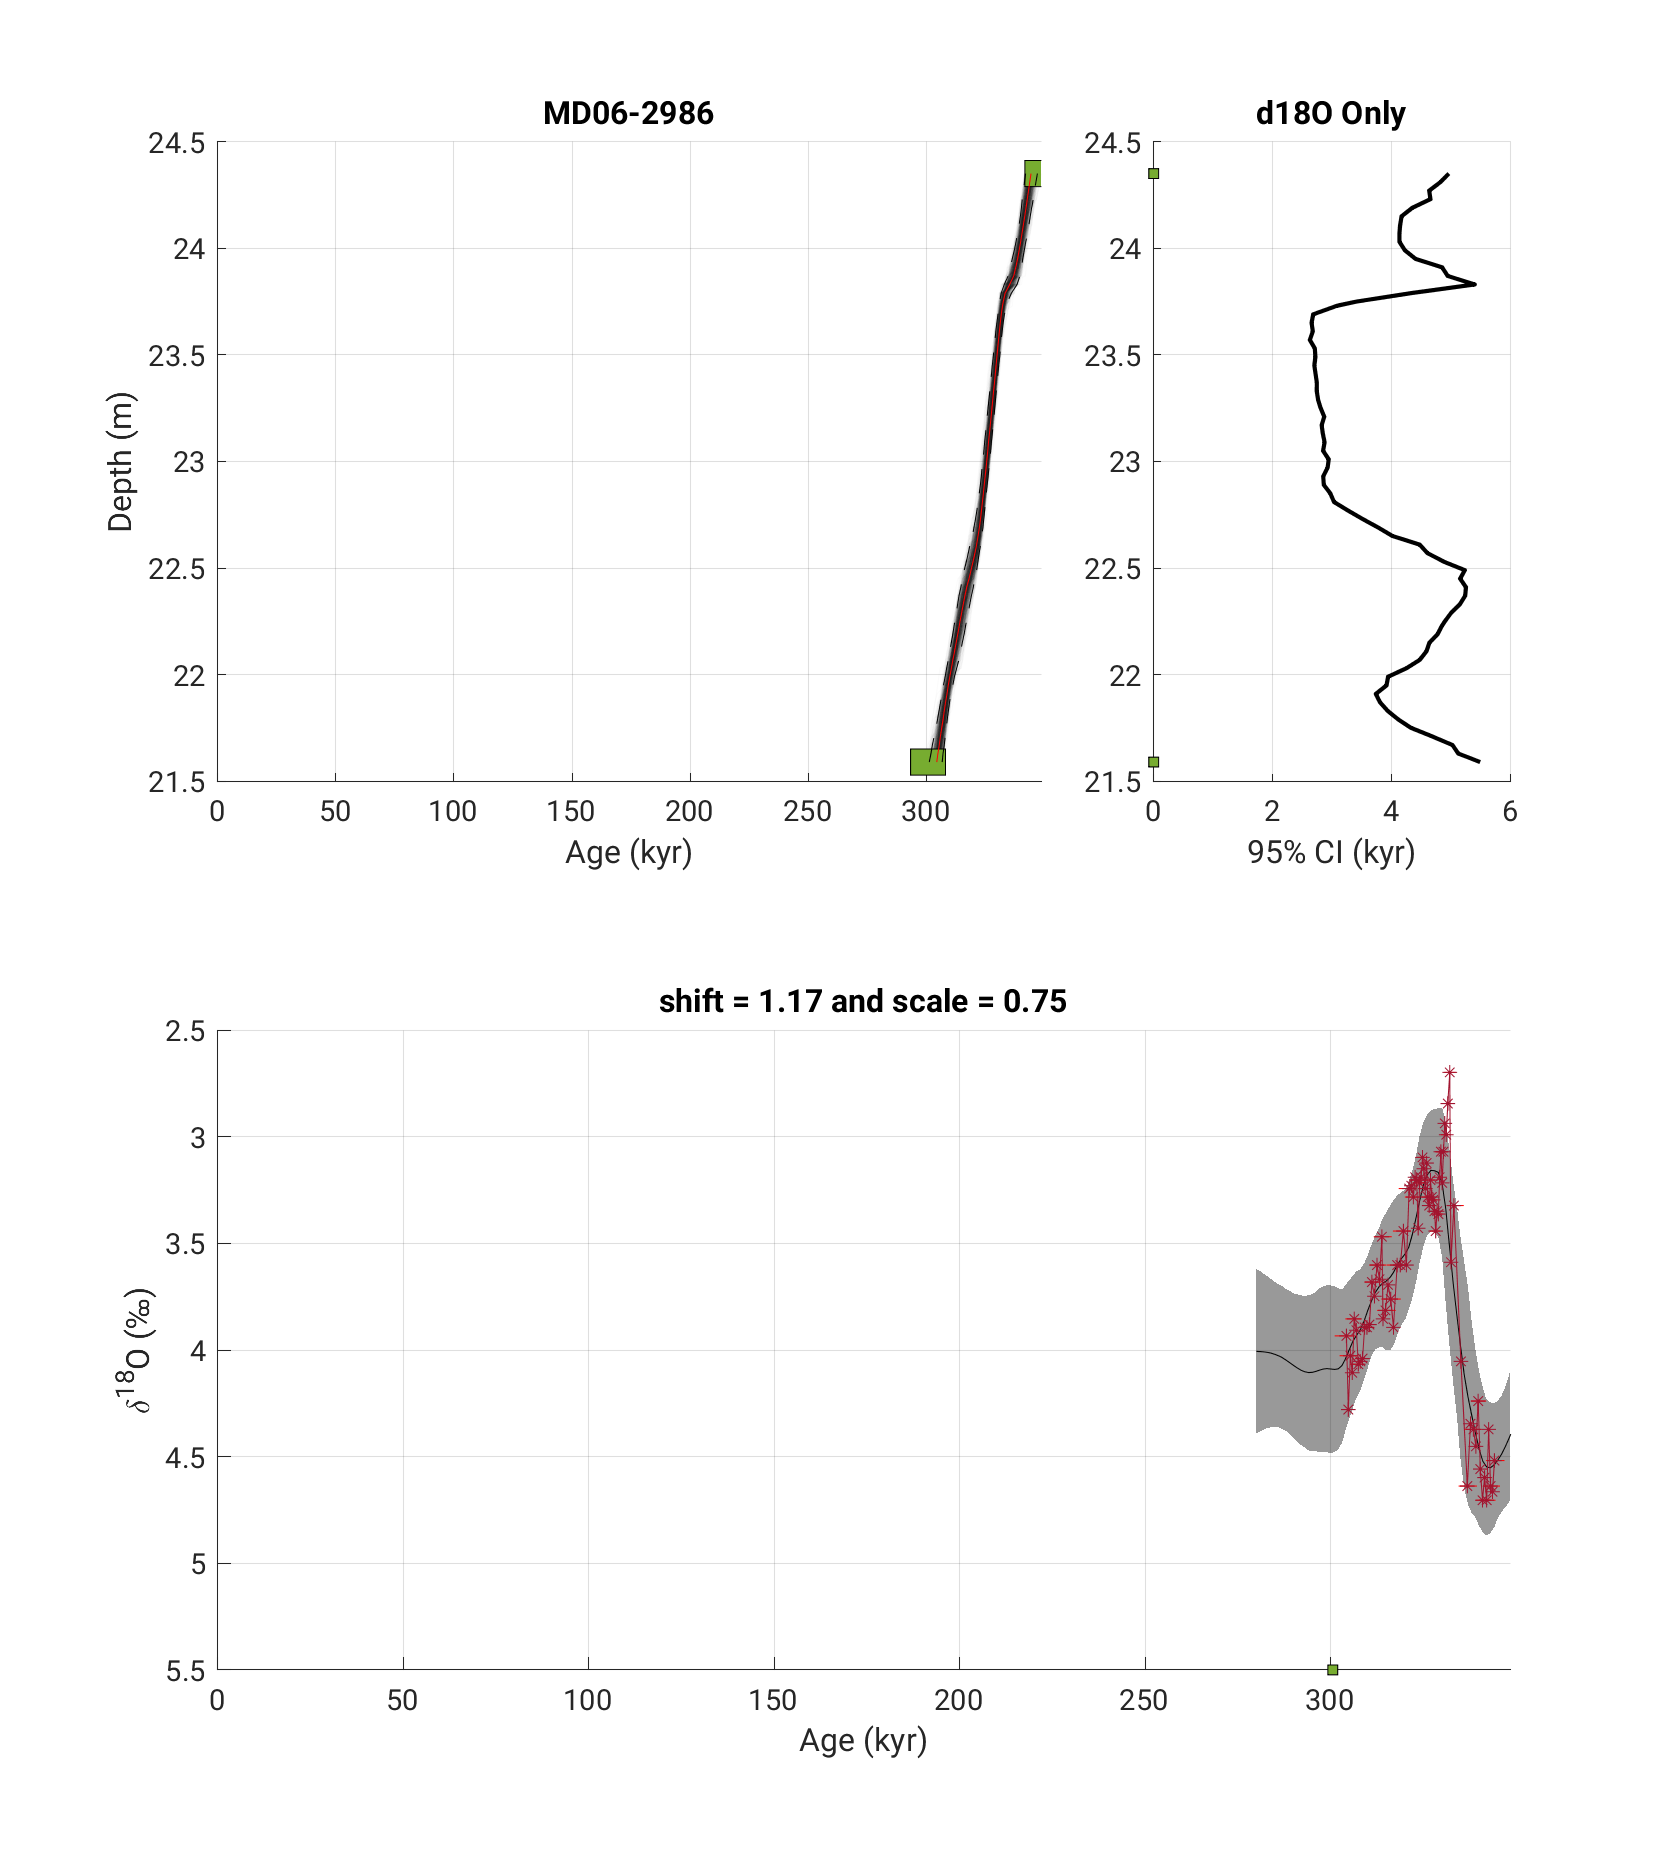 MD06-2986
24.5
24
23.5
23
22.5
22
21.5
Depth (m)
0 50 100 150 200 250 300
Age (kyr)
d18O Only
24.5
24
23.5
23
22.5
22
21.5
0 2 4 6
95% CI (kyr)
shift = 1.17 and scale = 0.75
2.5
3
3.5
4
4.5
5
5.5
δ18O (‰)
0 50 100 150 200 250 300
Age (kyr)